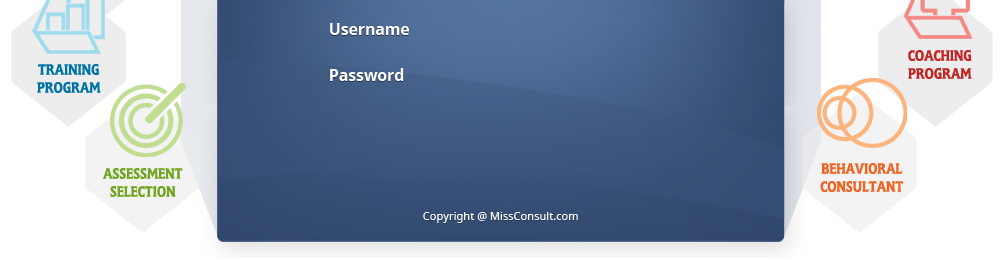 Username
Password
TRAINING
PROGRAM
COACHING
PROGRAM
ASSESSMENT
SELECTION
BEHAVIORAL
CONSULTANT
Copyright @ MissConsult.com